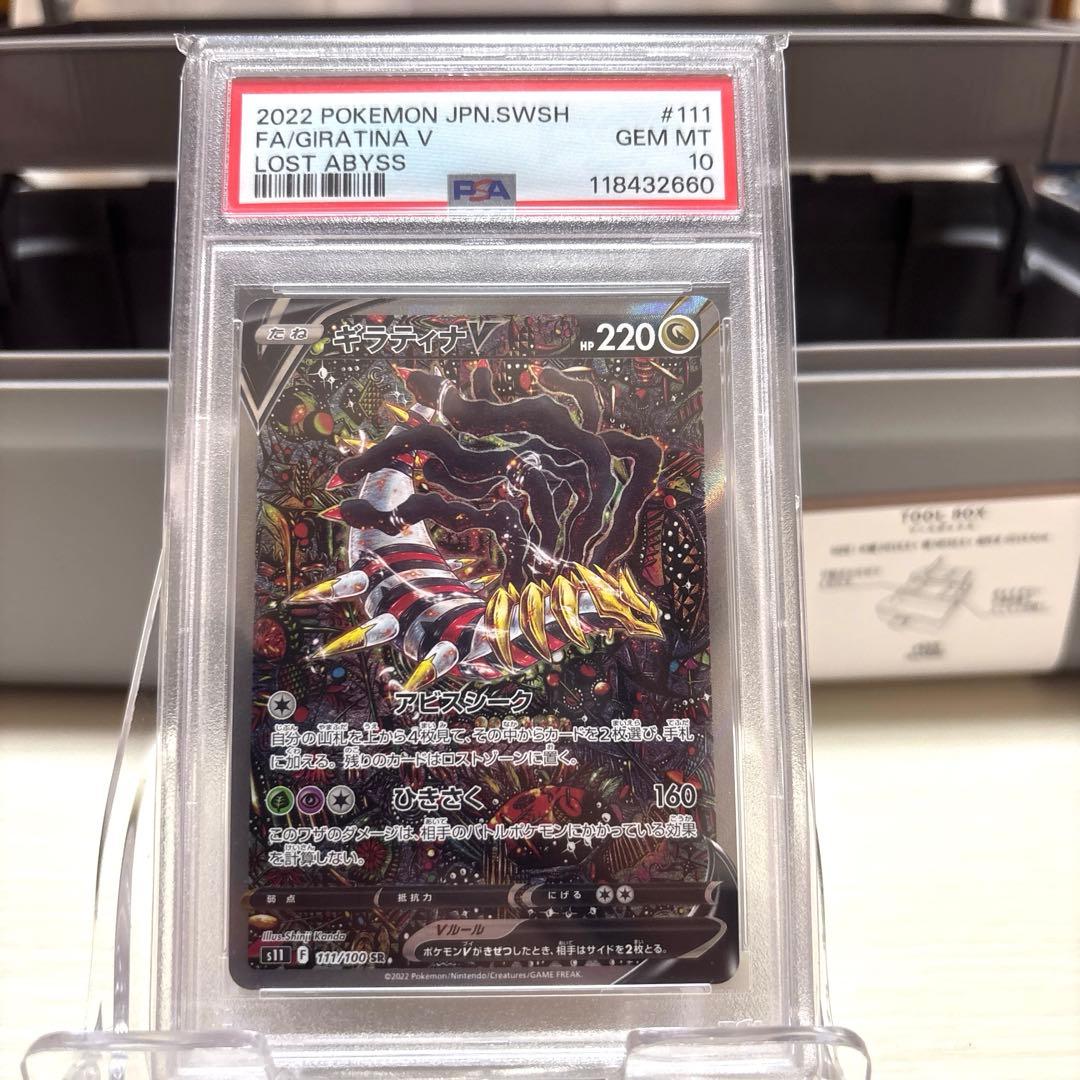 2022 POKEMON JPN.SWSH #111
FA/GIRATINA V GEM MT
LOST ABYSS 10
PSA 118432660
たね ギラティナV HP 220
アビスシーク
自分の山札を上から4枚見て、その中からカードを2枚選び、手札
に加える。残りのカードはロストゾーンに置く。
ひきさく 160
このワザのダメージは、相手のバトルポケモンにかかっている効果
を計算しない。
弱点 抵抗力 にげる
Vルール
ポケモンVがきぜつしたとき、相手はサイドを2枚とる。
Illus.Shinji Kanda
s11 F 111/100 SR
©2022 Pokémon/Nintendo/Creatures/GAME FREAK.
TOOL BOX